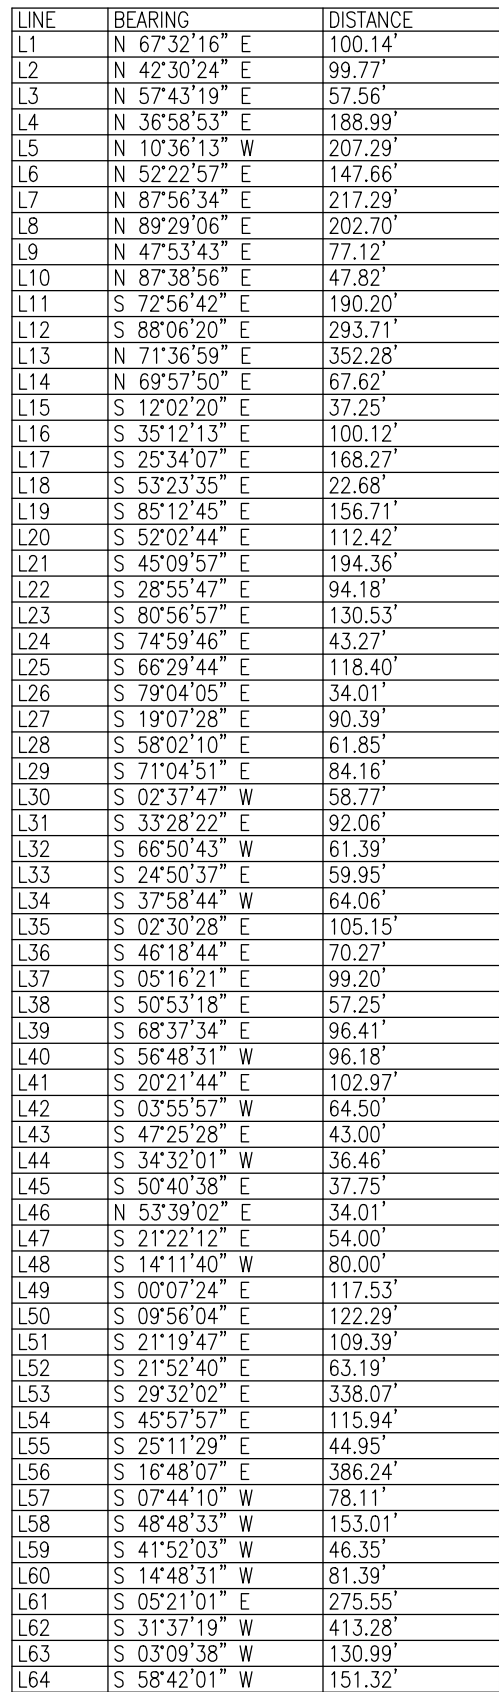 LINE BEARING DISTANCE
L1 N 67°32'16" E 100.14'
L2 N 42°30'24" E 99.77'
L3 N 57°43'19" E 57.56'
L4 N 36°58'53" E 188.99'
L5 N 10°36'13" W 207.29'
L6 N 52°22'57" E 147.66'
L7 N 87°56'34" E 217.29'
L8 N 89°29'06" E 202.70'
L9 N 47°53'43" E 77.12'
L10 N 87°38'56" E 47.82'
L11 S 72°56'42" E 190.20'
L12 S 88°06'20" E 293.71'
L13 N 71°36'59" E 352.28'
L14 N 69°57'50" E 67.62'
L15 S 12°02'20" E 37.25'
L16 S 35°12'13" E 100.12'
L17 S 25°34'07" E 168.27'
L18 S 53°23'35" E 22.68'
L19 S 85°12'45" E 156.71'
L20 S 52°02'44" E 112.42'
L21 S 45°09'57" E 194.36'
L22 S 28°55'47" E 94.18'
L23 S 80°56'57" E 130.53'
L24 S 74°59'46" E 43.27'
L25 S 66°29'44" E 118.40'
L26 S 79°04'05" E 34.01'
L27 S 19°07'28" E 90.39'
L28 S 58°02'10" E 61.85'
L29 S 71°04'51" E 84.16'
L30 S 02°37'47" W 58.77'
L31 S 33°28'22" E 92.06'
L32 S 66°50'43" W 61.39'
L33 S 24°50'37" E 59.95'
L34 S 37°58'44" W 64.06'
L35 S 02°30'28" E 105.15'
L36 S 46°18'44" E 70.27'
L37 S 05°16'21" E 99.20'
L38 S 50°53'18" E 57.25'
L39 S 68°37'34" E 96.41'
L40 S 56°48'31" W 96.18'
L41 S 20°21'44" E 102.97'
L42 S 03°55'57" W 64.50'
L43 S 47°25'28" E 43.00'
L44 S 34°32'01" W 36.46'
L45 S 50°40'38" E 37.75'
L46 N 53°39'02" E 34.01'
L47 S 21°22'12" E 54.00'
L48 S 14°11'40" W 80.00'
L49 S 00°07'24" E 117.53'
L50 S 09°56'04" E 122.29'
L51 S 21°19'47" E 109.39'
L52 S 21°52'40" E 63.19'
L53 S 29°32'02" E 338.07'
L54 S 45°57'57" E 115.94'
L55 S 25°11'29" E 44.95'
L56 S 16°48'07" E 386.24'
L57 S 07°44'10" W 78.11'
L58 S 48°48'33" W 153.01'
L59 S 41°52'03" W 46.35'
L60 S 14°48'31" W 81.39'
L61 S 05°21'01" E 275.55'
L62 S 31°37'19" W 413.28'
L63 S 03°09'38" W 130.99'
L64 S 58°42'01" W 151.32'